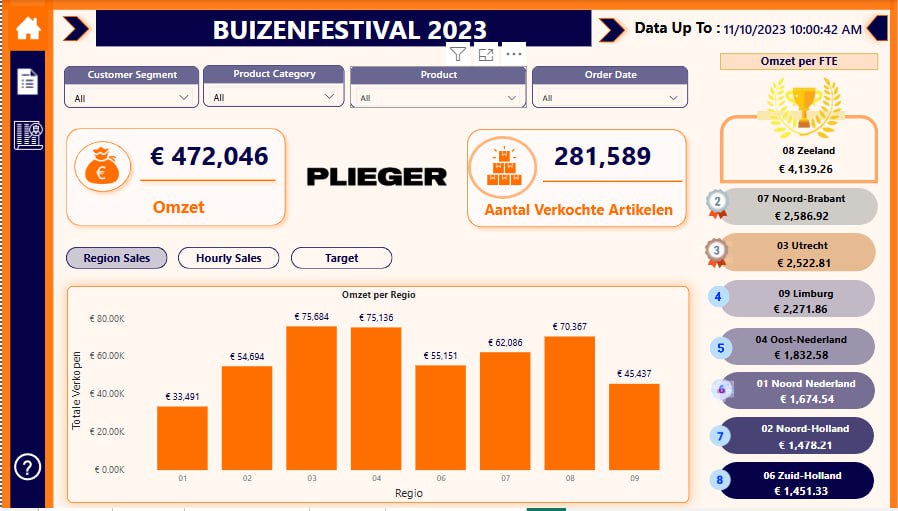 BUIZENFESTIVAL 2023
Data Up To : 11/10/2023 10:00:42 AM
Customer Segment
All
Product Category
All
Product
All
Order Date
All
€ 472,046
Omzet
PLIEGER
281,589
Aantal Verkochte Artikelen
Region Sales
Hourly Sales
Target
Omzet per Regio
Totale Verkopen
€ 80.00K
€ 60.00K
€ 40.00K
€ 20.00K
€ 0.00K
€ 33,491
€ 54,694
€ 75,684
€ 75,136
€ 55,151
€ 62,086
€ 70,367
€ 45,437
01
02
03
04
06
07
08
09
Regio
Omzet per FTE
08 Zeeland
€ 4,139.26
2
07 Noord-Brabant
€ 2,586.92
3
03 Utrecht
€ 2,522.81
4
09 Limburg
€ 2,271.86
5
04 Oost-Nederland
€ 1,832.58
6
01 Noord Nederland
€ 1,674.54
7
02 Noord-Holland
€ 1,478.21
8
06 Zuid-Holland
€ 1,451.33
?